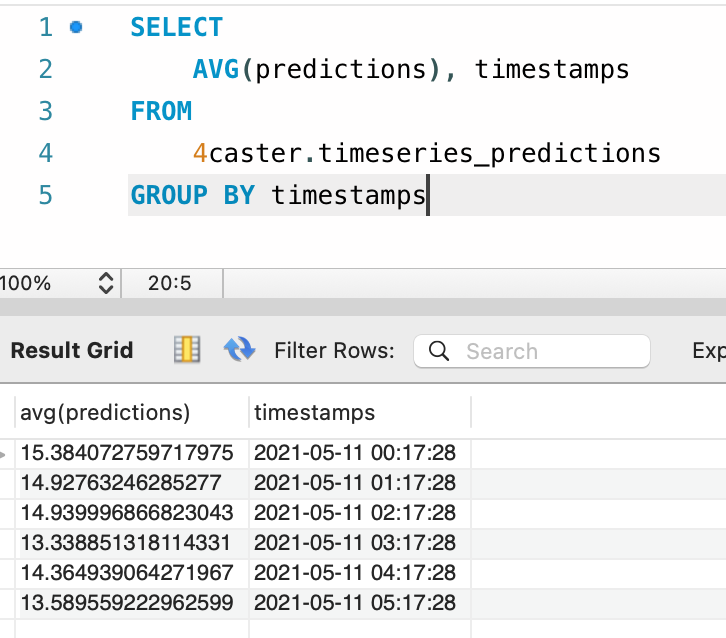 1 SELECT
2 AVG(predictions), timestamps
3 FROM
4 4caster.timeseries_predictions
5 GROUP BY timestamps
100% 20:5
Result Grid Filter Rows: Search Exp
avg(predictions) timestamps
15.384072759717975 2021-05-11 00:17:28
14.92763246285277 2021-05-11 01:17:28
14.939996866823043 2021-05-11 02:17:28
13.338851318114331 2021-05-11 03:17:28
14.364939064271967 2021-05-11 04:17:28
13.589559222962599 2021-05-11 05:17:28